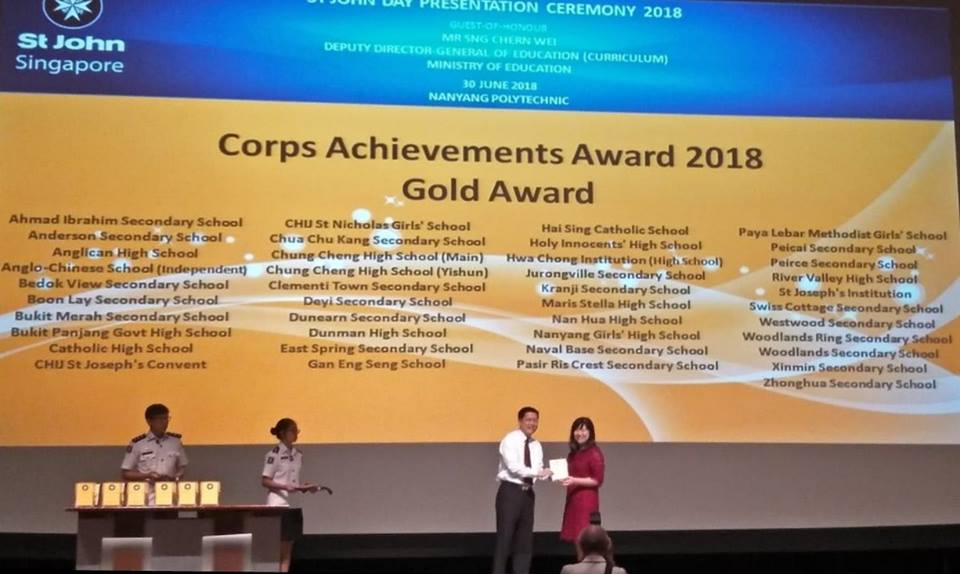 St John
Singapore
ST JOHN DAY PRESENTATION CEREMONY 2018
GUEST-OF-HONOUR
MR SNG CHERN WEI
DEPUTY DIRECTOR-GENERAL OF EDUCATION (CURRICULUM)
MINISTRY OF EDUCATION
30 JUNE 2018
NANYANG POLYTECHNIC
Corps Achievements Award 2018
Gold Award
Ahmad Ibrahim Secondary School
Anderson Secondary School
Anglican High School
Anglo-Chinese School (Independent)
Bedok View Secondary School
Boon Lay Secondary School
Bukit Merah Secondary School
Bukit Panjang Govt High School
Catholic High School
CHIJ St Joseph's Convent
CHIJ St Nicholas Girls' School
Chua Chu Kang Secondary School
Chung Cheng High School (Main)
Chung Cheng High School (Yishun)
Clementi Town Secondary School
Deyi Secondary School
Dunearn Secondary School
Dunman High School
East Spring Secondary School
Gan Eng Seng School
Hai Sing Catholic School
Holy Innocents' High School
Hwa Chong Institution (High School)
Jurongville Secondary School
Kranji Secondary School
Maris Stella High School
Nan Hua High School
Nanyang Girls' High School
Naval Base Secondary School
Pasir Ris Crest Secondary School
Paya Lebar Methodist Girls' School
Peicai Secondary School
Peirce Secondary School
River Valley High School
St Joseph's Institution
Swiss Cottage Secondary School
Westwood Secondary School
Woodlands Ring Secondary School
Woodlands Secondary School
Xinmin Secondary School
Zhonghua Secondary School